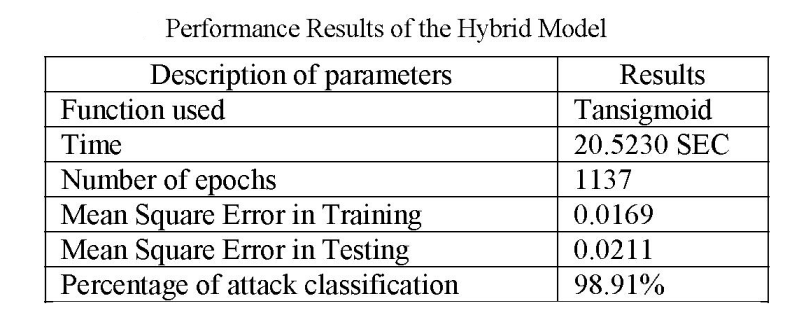 Performance Results of the Hybrid Model
Description of parameters Results
Function used Tansigmoid
Time 20.5230 SEC
Number of epochs 1137
Mean Square Error in Training 0.0169
Mean Square Error in Testing 0.0211
Percentage of attack classification 98.91%